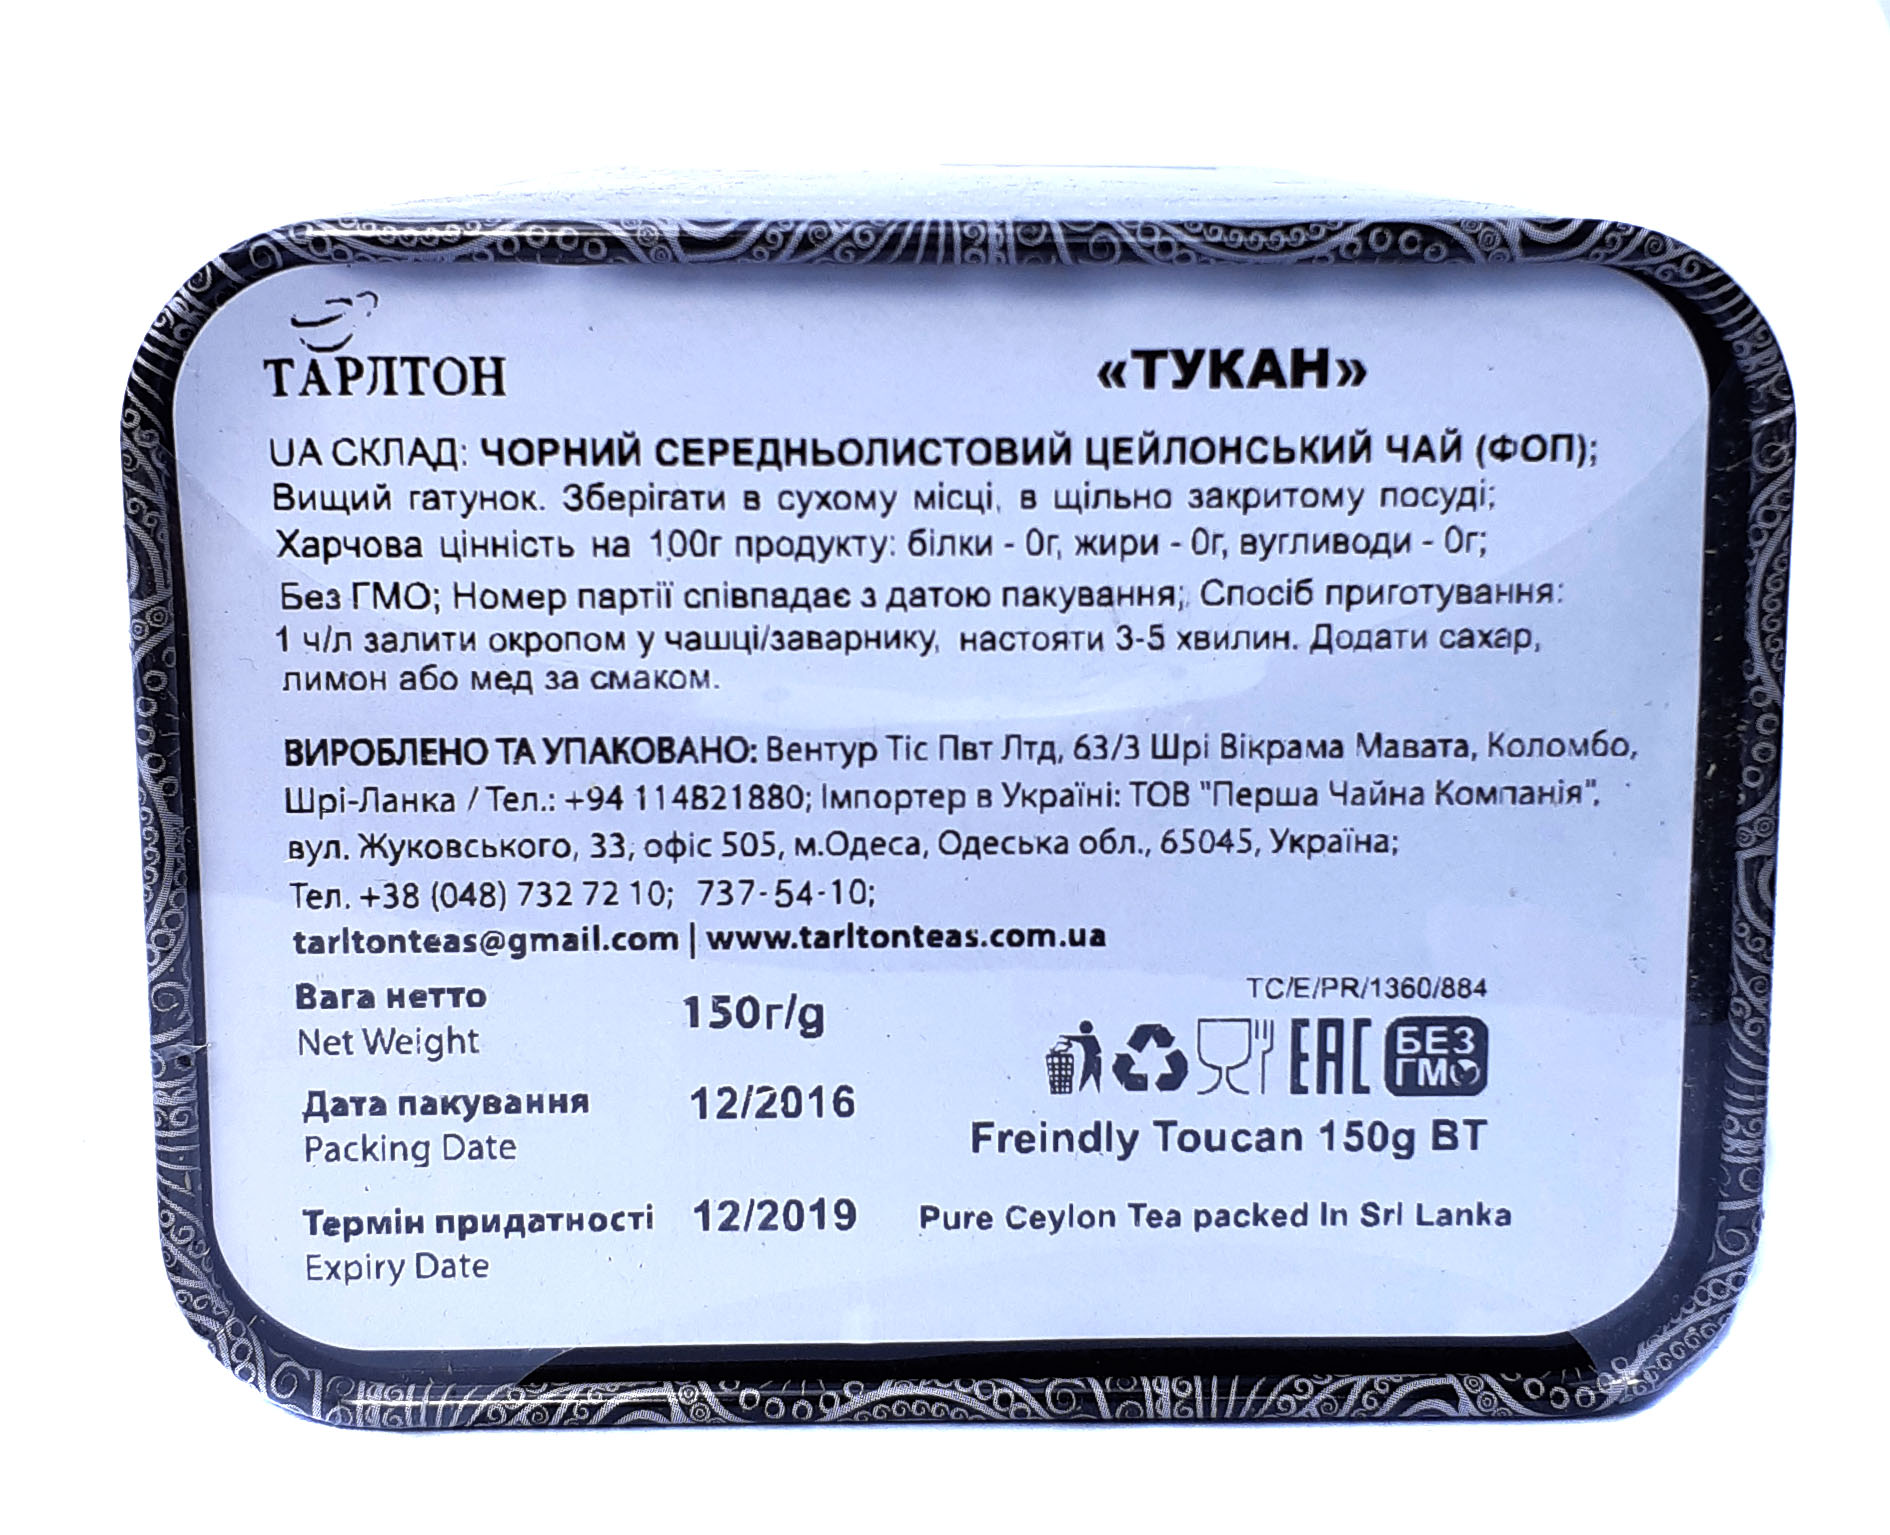 ТАРЛТОН
«ТУКАН»
UA СКЛАД: ЧОРНИЙ СЕРЕДНЬОЛИСТОВИЙ ЦЕЙЛОНСЬКИЙ ЧАЙ (ФОП);
Вищий гатунок. Зберігати в сухому місці, в щільно закритому посуді;
Харчова цінність на 100г продукту: білки - 0г, жири - 0г, вугливоди - 0г;
Без ГМО; Номер партії співпадає з датою пакування; Спосіб приготування:
1 ч/л залити окропом у чашці/заварнику, настояти 3-5 хвилин. Додати сахар,
лимон або мед за смаком.
ВИРОБЛЕНО ТА УПАКОВАНО: Вентур Тіс Пвт Лтд, 63/3 Шрі Вікрама Мавата, Коломбо,
Шрі-Ланка / Тел.: +94 114821880; Імпортер в Україні: ТОВ "Перша Чайна Компанія",
вул. Жуковського, 33, офіс 505, м.Одеса, Одеська обл., 65045, Україна;
Тел. +38 (048) 732 72 10; 737-54-10;
tarltonteas@gmail.com | www.tarltonteas.com.ua
Вага нетто
Net Weight
150г/g
TC/E/PR/1360/884
EAC
БЕЗ
ГМО
Дата пакування
Packing Date
12/2016
Freindly Toucan 150g BT
Термін придатності
Expiry Date
12/2019
Pure Ceylon Tea packed In Sri Lanka